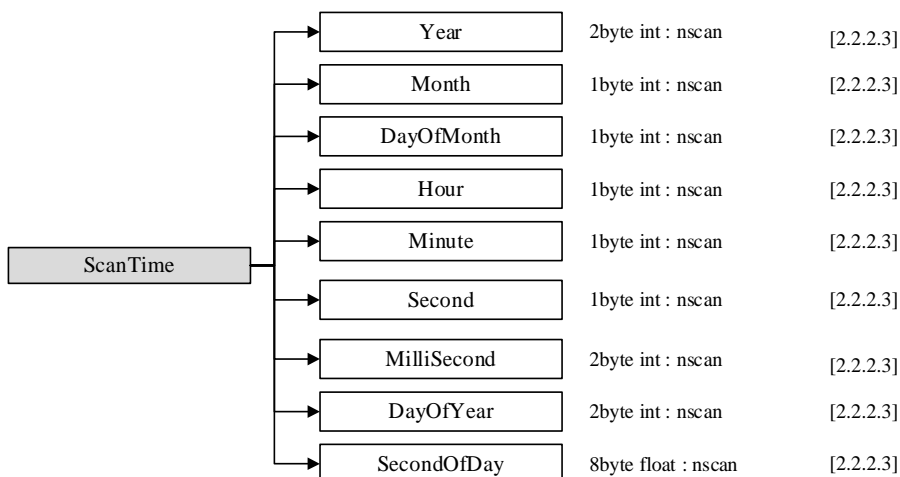 Year 2byte int : nscan [2.2.2.3]
Month 1byte int : nscan [2.2.2.3]
DayOfMonth 1byte int : nscan [2.2.2.3]
Hour 1byte int : nscan [2.2.2.3]
Minute 1byte int : nscan [2.2.2.3]
ScanTime
Second 1byte int : nscan [2.2.2.3]
MilliSecond 2byte int : nscan [2.2.2.3]
DayOfYear 2byte int : nscan [2.2.2.3]
SecondOfDay 8byte float : nscan [2.2.2.3]